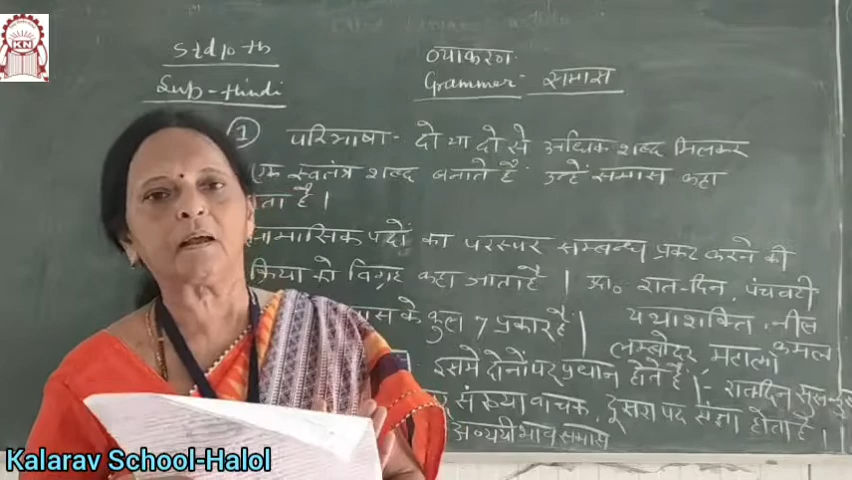 KN
Std 10 th
Sub - Hindi
व्याकरण
Grammer - समास
① परिभाषा - दो या दो से अधिक शब्द मिलकर
एक स्वतंत्र शब्द बनाते हैं उन्हें समास कहा
ता है।
सामासिक पदों का परस्पर सम्बन्ध प्रकट करने की
क्रिया को विग्रह कहा जाता है । उदा० रात-दिन, पंचवटी
यथाशक्ति, नील
कमल
स के कुल 7 प्रकार हैं
लम्बोदर,
इसमें दोनों पद प्रधान होते हैं।- रातदिन
संख्यावाचक, दूसरा पद संज्ञा होता है।
अव्ययीभाव समास
Kalarav School-Halol